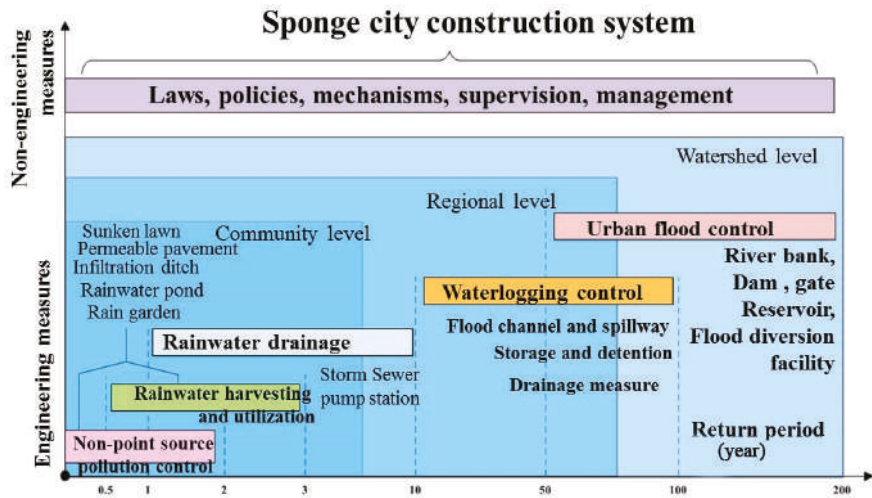 Sponge city construction system
Non-engineering
measures
Laws, policies, mechanisms, supervision, management
Watershed level
Regional level
Community level
Sunken lawn
Permeable pavement
Infiltration ditch
Rainwater pond
Rain garden
Urban flood control
River bank,
Dam , gate
Reservoir,
Flood diversion
facility
Waterlogging control
Flood channel and spillway
Storage and detention
Drainage measure
Rainwater drainage
Storm Sewer
pump station
Rainwater harvesting
and utilization
Non-point source
pollution control
Engineering measures
Return period
(year)
0.5 1 2 3 10 50 100 200